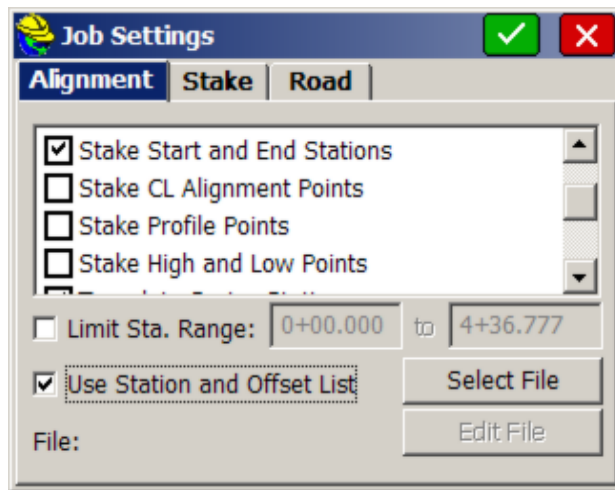 Job Settings
Alignment Stake Road
Stake Start and End Stations
Stake CL Alignment Points
Stake Profile Points
Stake High and Low Points
Limit Sta. Range: 0+00.000 to 4+36.777
Use Station and Offset List Select File
File: Edit File